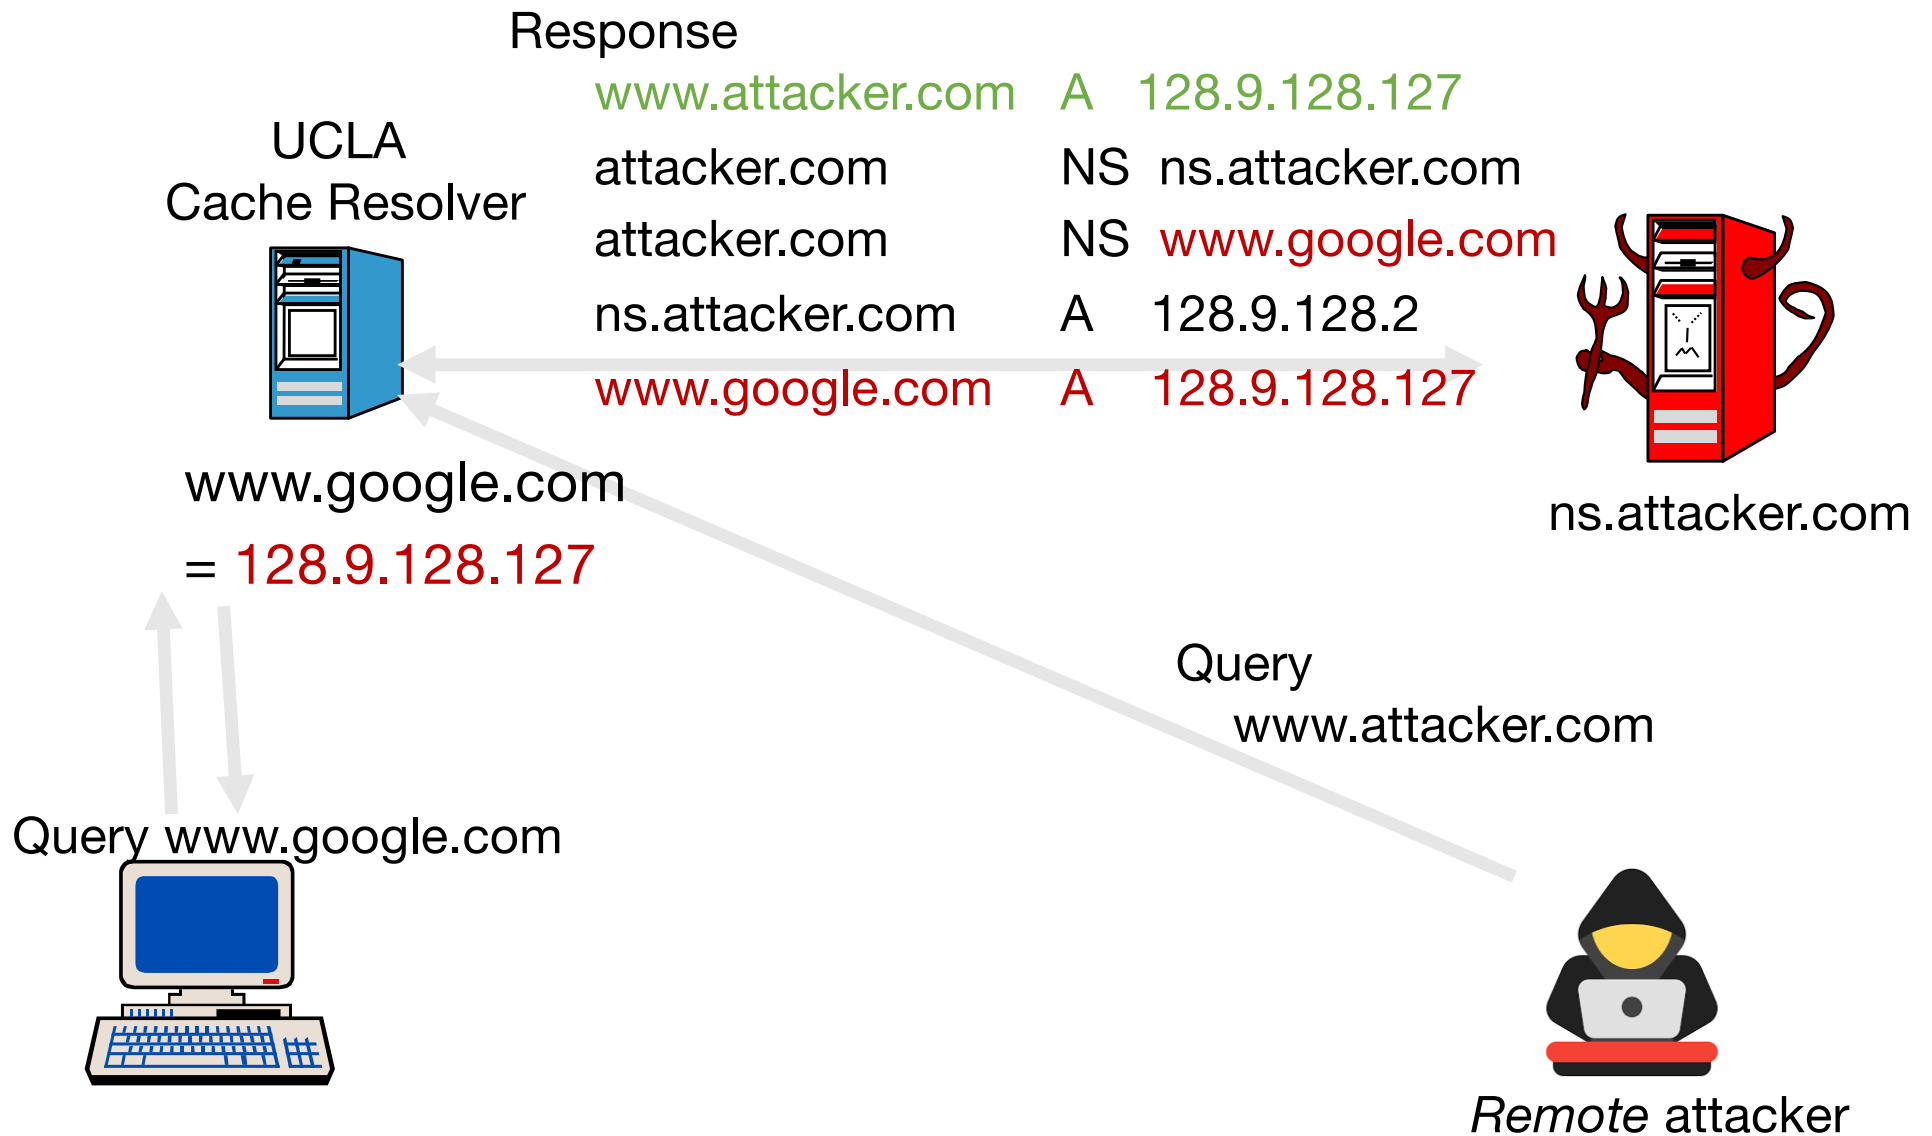 Response
www.attacker.com A 128.9.128.127
UCLA
Cache Resolver
attacker.com NS ns.attacker.com
attacker.com NS www.google.com
ns.attacker.com A 128.9.128.2
www.google.com A 128.9.128.127
www.google.com
= 128.9.128.127
ns.attacker.com
Query
www.attacker.com
Query www.google.com
Remote attacker